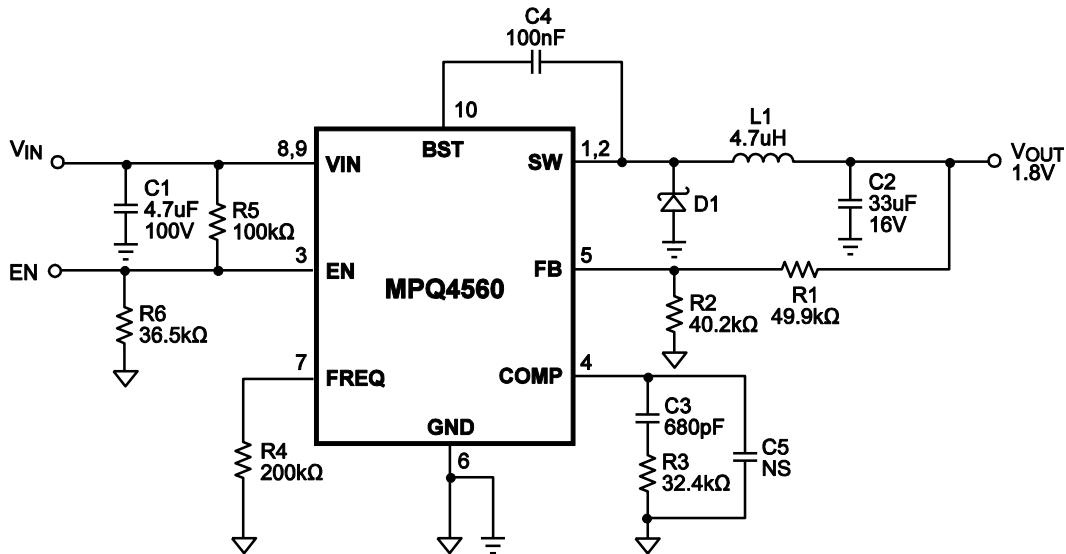 C4
100nF
10
BST
L1
4.7uH
VIN
8,9
VIN
SW
1,2
VOUT
1.8V
C1
4.7uF
100V
R5
100kΩ
D1
C2
33uF
16V
EN
3
EN
FB
5
MPQ4560
R6
36.5kΩ
R2
40.2kΩ
R1
49.9kΩ
7
FREQ
COMP
4
GND
6
R4
200kΩ
C3
680pF
R3
32.4kΩ
C5
NS